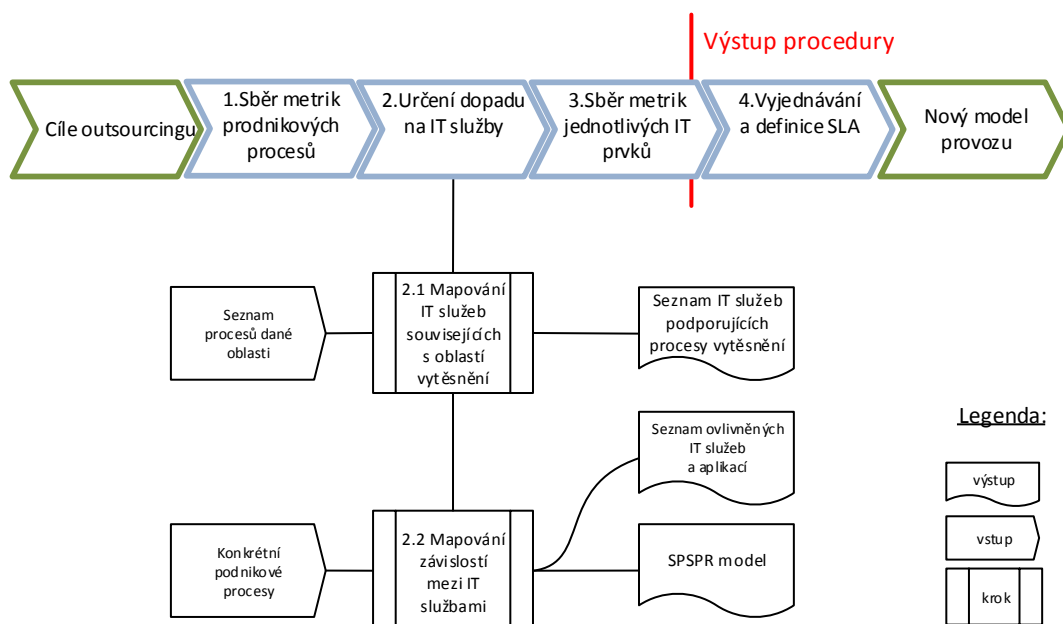 Výstup procedury
Cíle outsourcingu
1.Sběr metrik
prodnikových
procesů
2.Určení dopadu
na IT služby
3.Sběr metrik
jednotlivých IT
prvků
4.Vyjednávání
a definice SLA
Nový model
provozu
Seznam
procesů dané
oblasti
2.1 Mapování
IT služeb
souvisejících
s oblastí
vytěsnění
Seznam IT služeb
podporujících
procesy vytěsnění
Seznam ovlivněných
IT služeb
a aplikací
Konkrétní
podnikové
procesy
2.2 Mapování
závislostí
mezi IT
službami
SPSPR model
Legenda:
výstup
vstup
krok